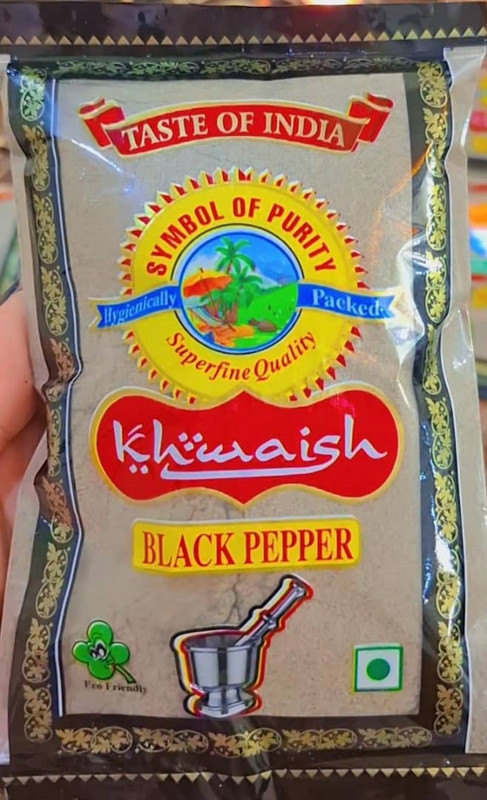 TASTE OF INDIA
SYMBOL OF PURITY
Hygienically Packed
Superfine Quality
Khwaish
BLACK PEPPER
Eco Friendly